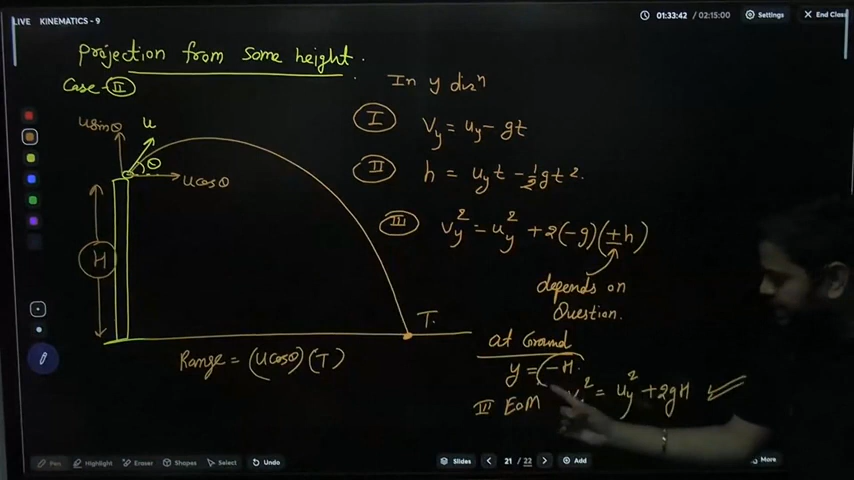 LIVE KINEMATICS - 9
01:33:42 / 02:15:00
Settings
End Class
Projection from some height.
Case-II
usinθ
u
θ
ucosθ
H
T.
Range = (ucosθ)(T)
In y dirⁿ
I
Vy = uy - gt
II
h = uyt - 1/2gt².
III
Vy² = uy² + 2(-g)(±h)
depends on
Question.
at Ground
y = -H.
III EOM
² = uy² + 2gH
Pen
Highlight
Eraser
Shapes
Select
Undo
Slides
21 / 22
Add
More